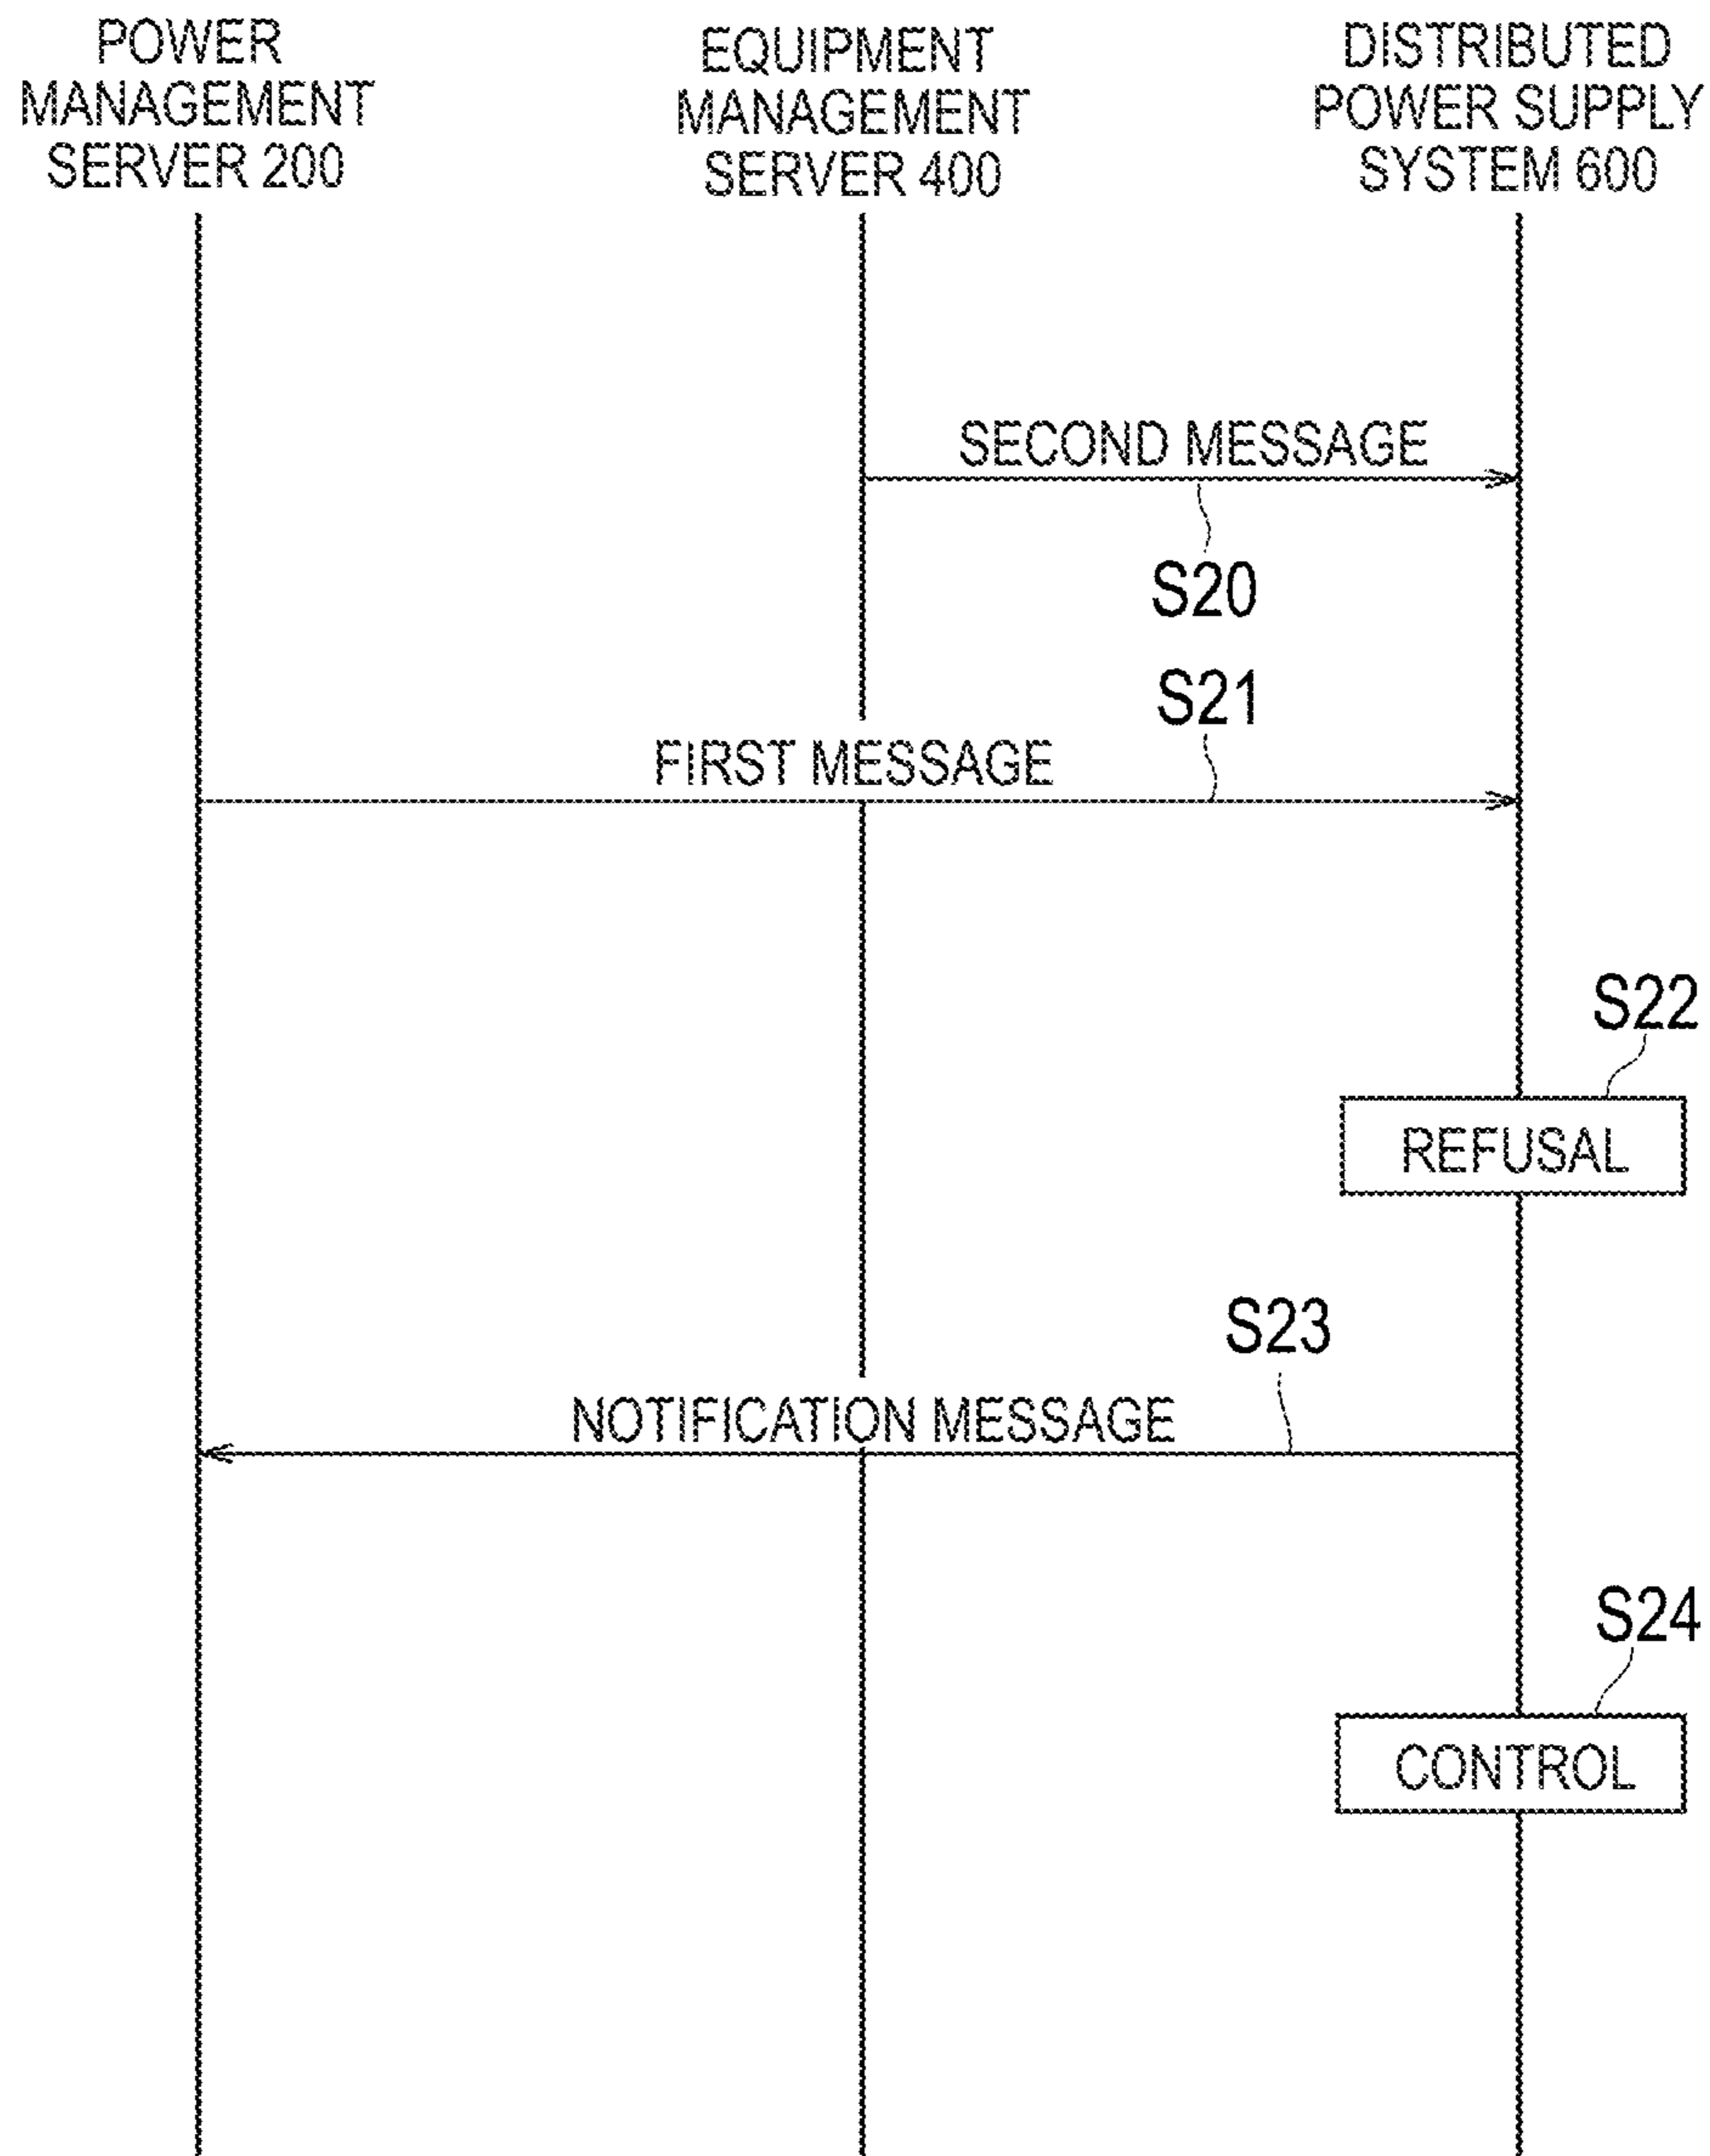 POWER
MANAGEMENT
SERVER 200
EQUIPMENT
MANAGEMENT
SERVER 400
DISTRIBUTED
POWER SUPPLY
SYSTEM 600
SECOND MESSAGE
S20
S21
FIRST MESSAGE
S22
REFUSAL
S23
NOTIFICATION MESSAGE
S24
CONTROL